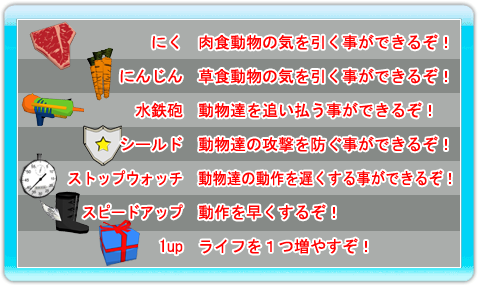 にく　肉食動物の気を引く事ができるぞ！
にんじん　草食動物の気を引く事ができるぞ！
水鉄砲　動物達を追い払う事ができるぞ！
シールド　動物達の攻撃を防ぐ事ができるぞ！
ストップウォッチ　動物達の動作を遅くする事ができるぞ！
スピードアップ　動作を早くするぞ！
1up　ライフを１つ増やすぞ！